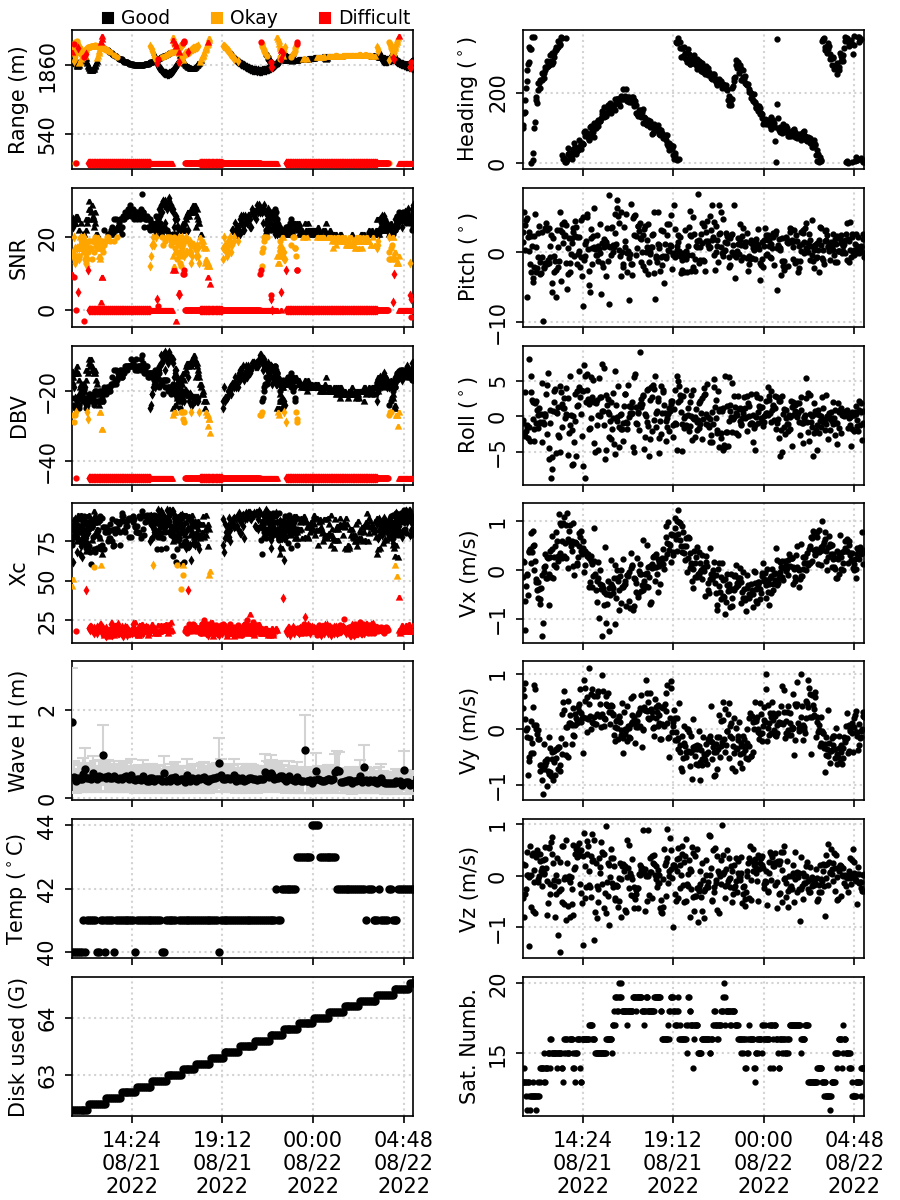 Good Okay Difficult
Range (m)
1860
540
Heading (°)
200
0
SNR
20
0
Pitch (°)
0
−10
DBV
−20
−40
Roll (°)
5
0
−5
Xc
75
50
25
Vx (m/s)
1
0
−1
Wave H (m)
2
0
Vy (m/s)
1
0
−1
Temp (°C)
44
42
40
Vz (m/s)
1
0
−1
Disk used (G)
64
63
Sat. Numb.
20
15
14:24 19:12 00:00 04:48
08/21 08/21 08/22 08/22
2022 2022 2022 2022
14:24 19:12 00:00 04:48
08/21 08/21 08/22 08/22
2022 2022 2022 2022